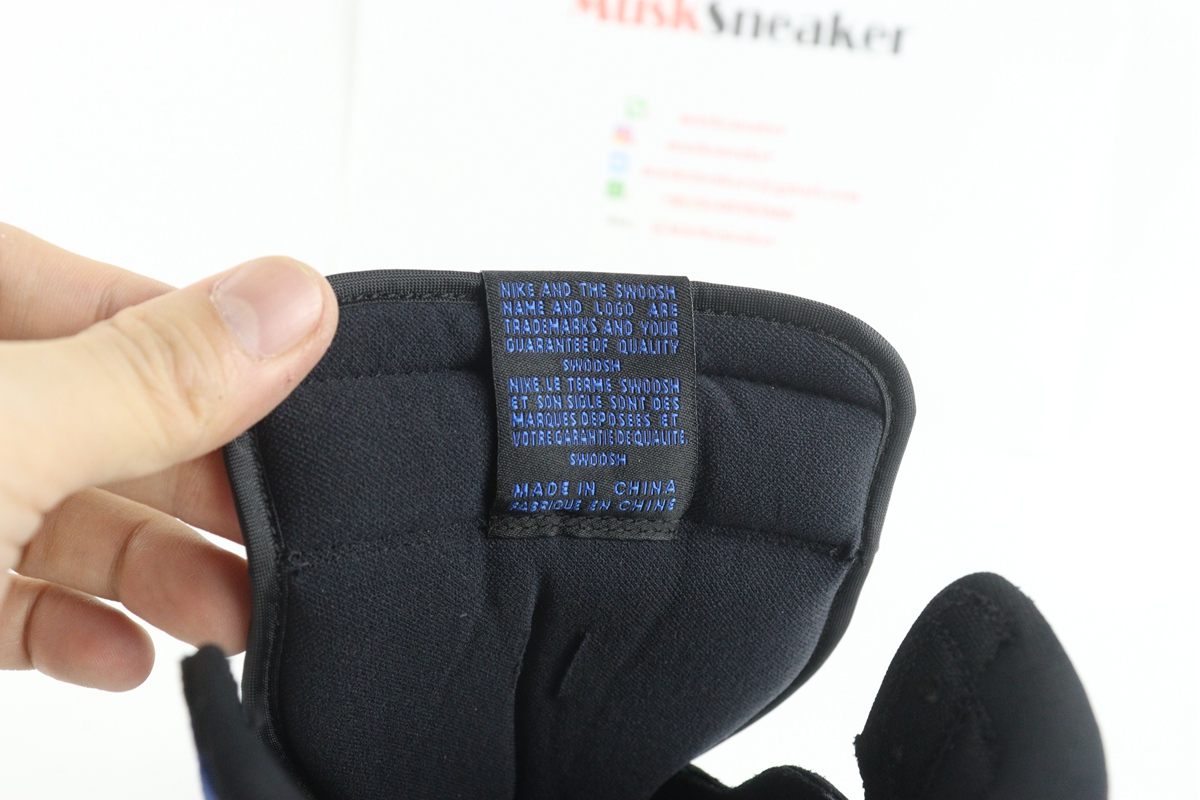 MuskSneaker
NIKE AND THE SWOOSH
NAME AND LOGO ARE
TRADEMARKS AND YOUR
GUARANTEE OF QUALITY
SWOOSH
NIKE.LE TERME SWOOSH
ET SON SIGLE SONT DES
MARQUES DEPOSEES ET
VOTRE GARANTIE DE QUALITE
SWOOSH
MADE IN CHINA
FABRIQUE EN CHINE